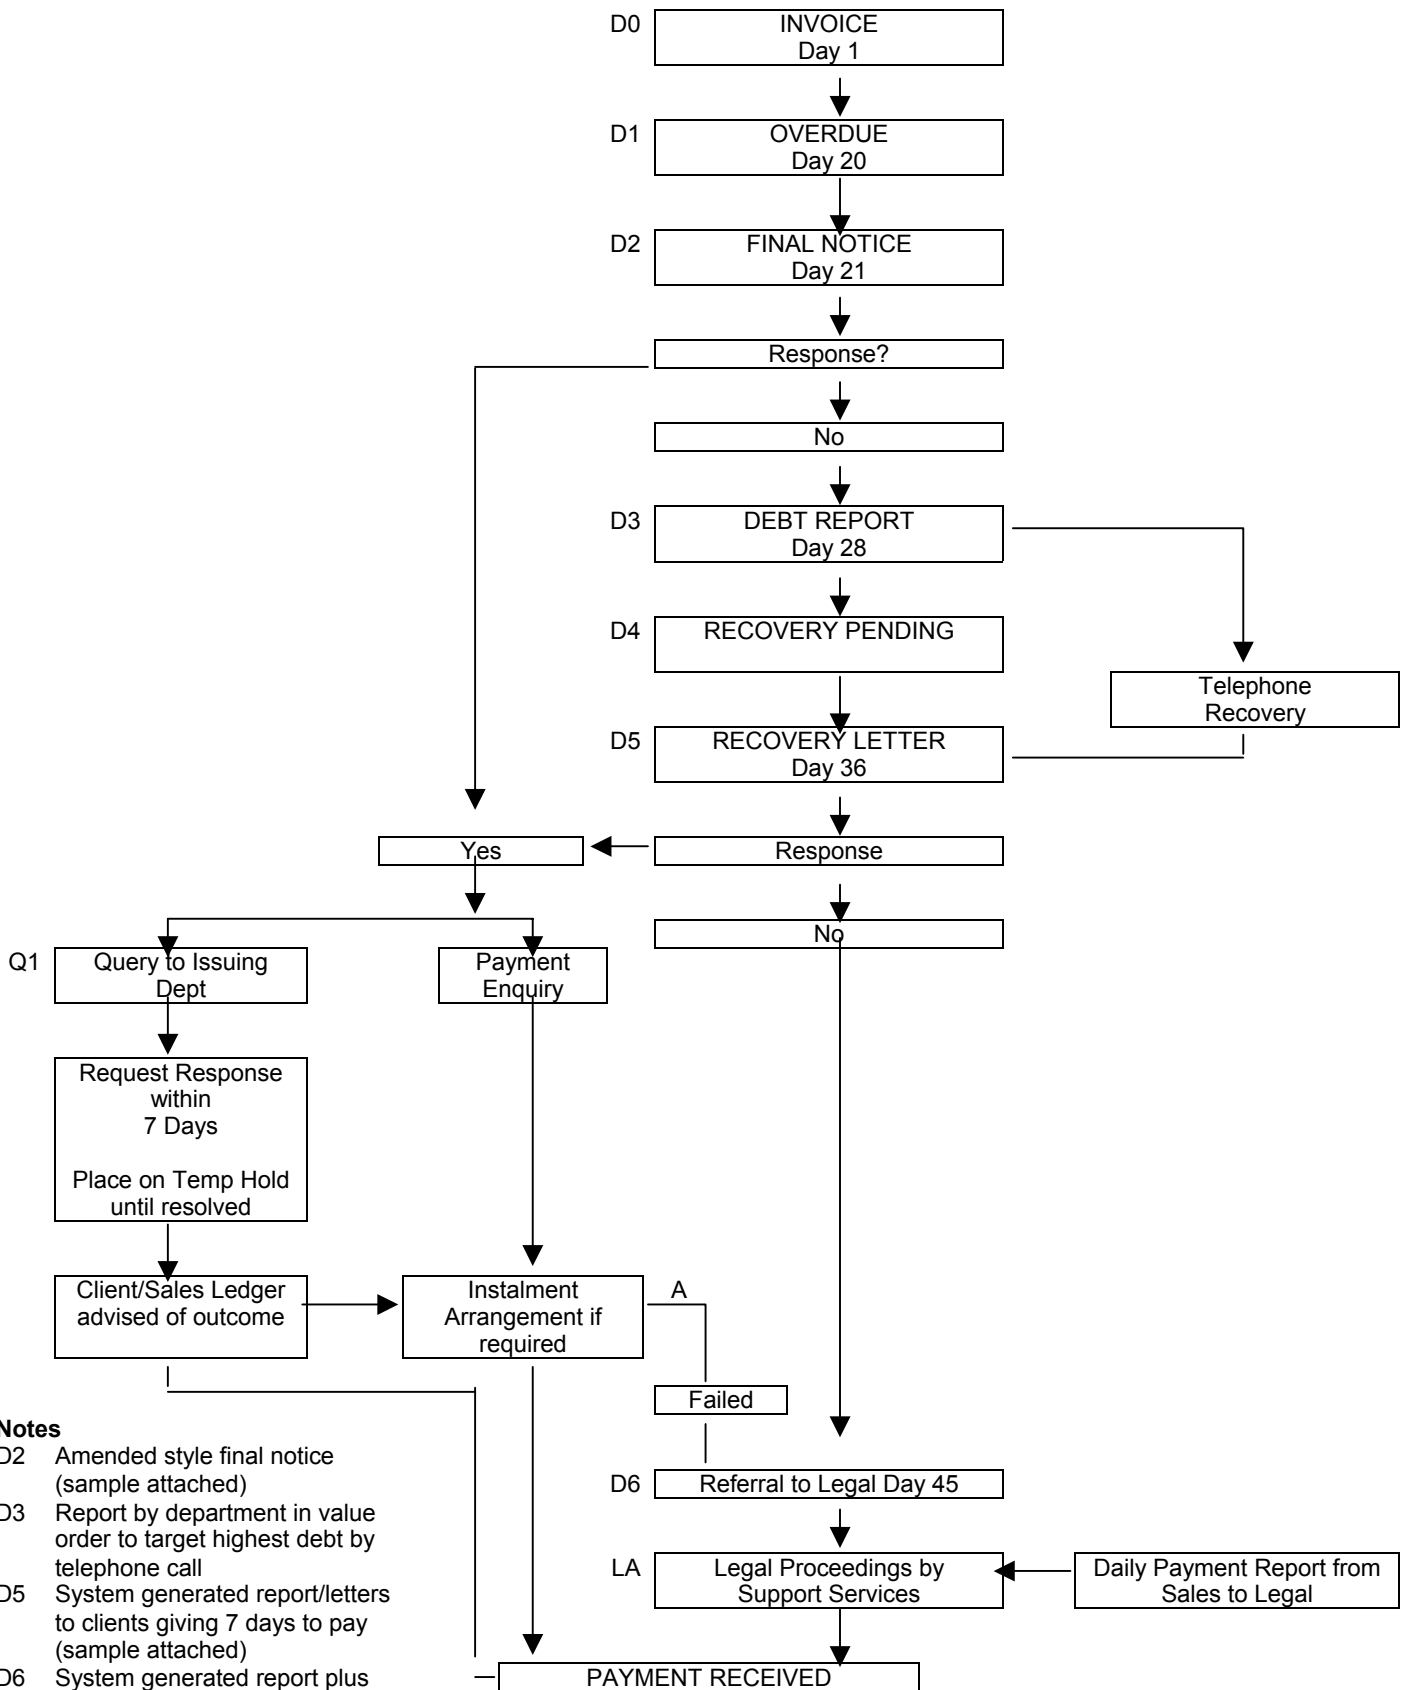 D0 INVOICE
Day 1
D1 OVERDUE
Day 20
D2 FINAL NOTICE
Day 21
Response?
No
D3 DEBT REPORT
Day 28
D4 RECOVERY PENDING
Telephone
Recovery
D5 RECOVERY LETTER
Day 36
Yes
Response
No
Q1 Query to Issuing
Dept
Payment
Enquiry
Request Response
within
7 Days
Place on Temp Hold
until resolved
Client/Sales Ledger
advised of outcome
Instalment
Arrangement if
required
A
Failed
D6 Referral to Legal Day 45
LA Legal Proceedings by
Support Services
Daily Payment Report from
Sales to Legal
PAYMENT RECEIVED
Notes
D2 Amended style final notice
(sample attached)
D3 Report by department in value
order to target highest debt by
telephone call
D5 System generated report/letters
to clients giving 7 days to pay
(sample attached)
D6 System generated report plus